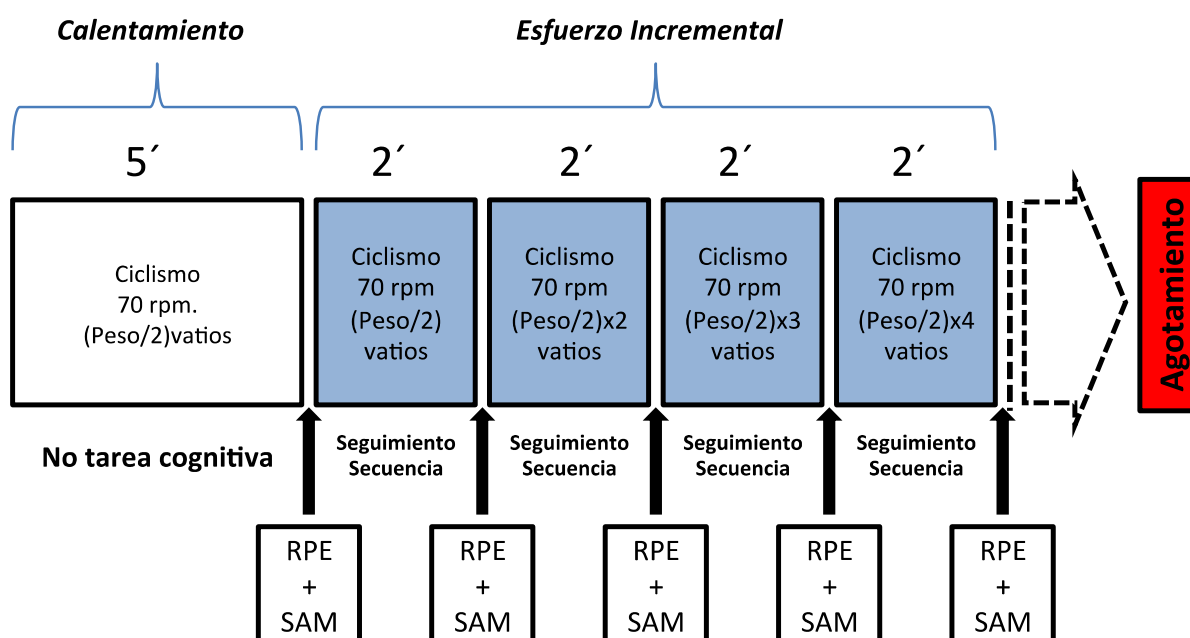 Calentamiento
Esfuerzo Incremental
5´
2´
2´
2´
2´
Ciclismo
70 rpm.
(Peso/2)vatios
Ciclismo
70 rpm
(Peso/2)
vatios
Ciclismo
70 rpm
(Peso/2)x2
vatios
Ciclismo
70 rpm
(Peso/2)x3
vatios
Ciclismo
70 rpm
(Peso/2)x4
vatios
Agotamiento
No tarea cognitiva
Seguimiento
Secuencia
Seguimiento
Secuencia
Seguimiento
Secuencia
Seguimiento
Secuencia
RPE
+
SAM
RPE
+
SAM
RPE
+
SAM
RPE
+
SAM
RPE
+
SAM